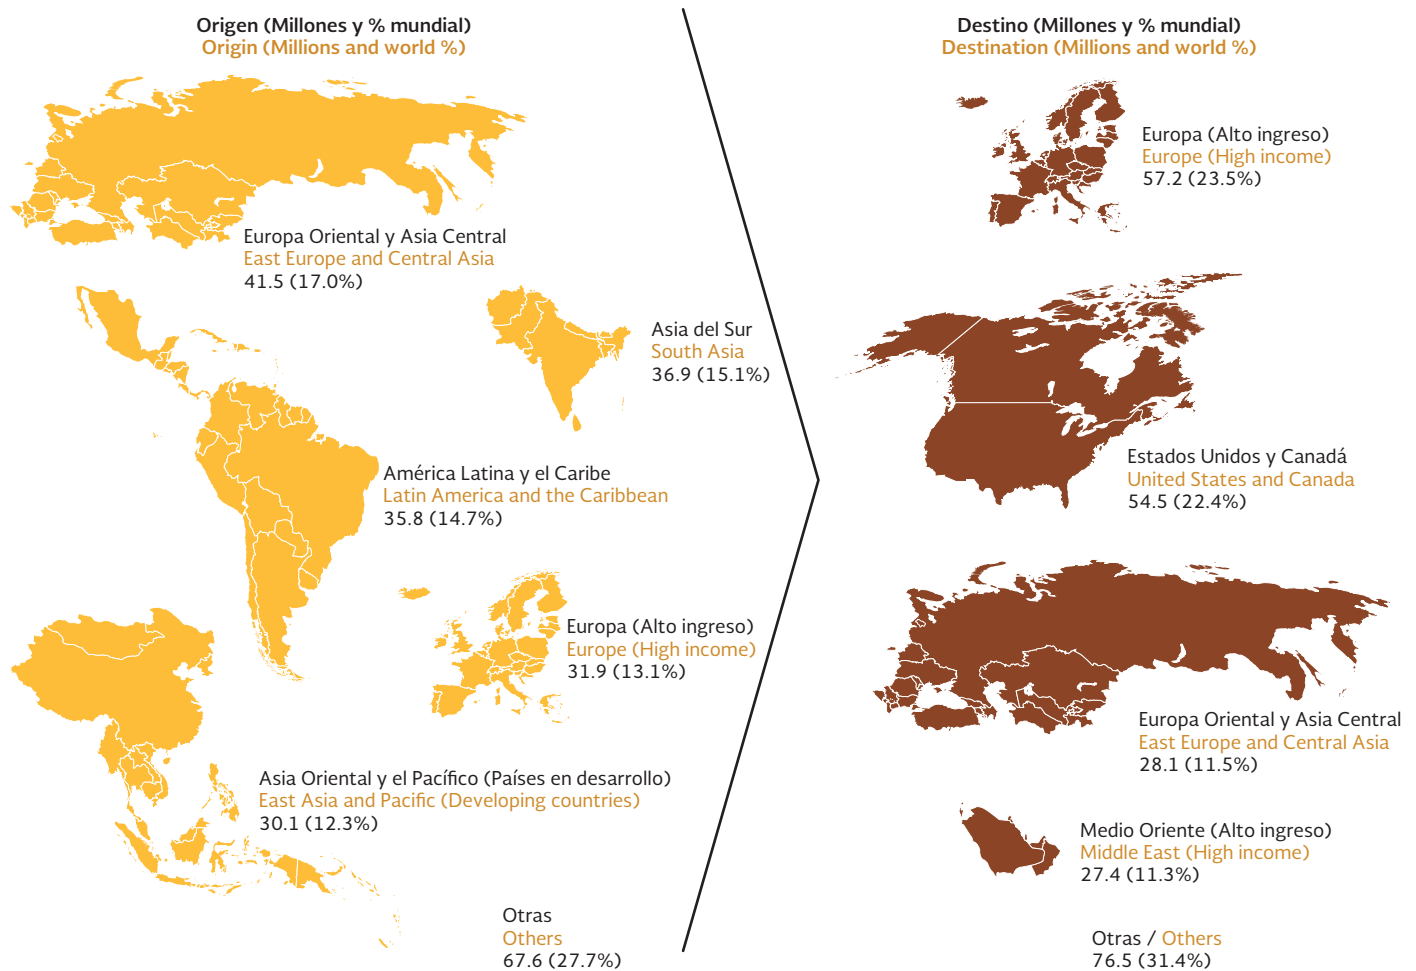 Origen (Millones y % mundial)
Origin (Millions and world %)
Europa Oriental y Asia Central
East Europe and Central Asia
41.5 (17.0%)
Asia del Sur
South Asia
36.9 (15.1%)
América Latina y el Caribe
Latin America and the Caribbean
35.8 (14.7%)
Europa (Alto ingreso)
Europe (High income)
31.9 (13.1%)
Asia Oriental y el Pacífico (Países en desarrollo)
East Asia and Pacific (Developing countries)
30.1 (12.3%)
Otras
Others
67.6 (27.7%)
Destino (Millones y % mundial)
Destination (Millions and world %)
Europa (Alto ingreso)
Europe (High income)
57.2 (23.5%)
Estados Unidos y Canadá
United States and Canada
54.5 (22.4%)
Europa Oriental y Asia Central
East Europe and Central Asia
28.1 (11.5%)
Medio Oriente (Alto ingreso)
Middle East (High income)
27.4 (11.3%)
Otras / Others
76.5 (31.4%)